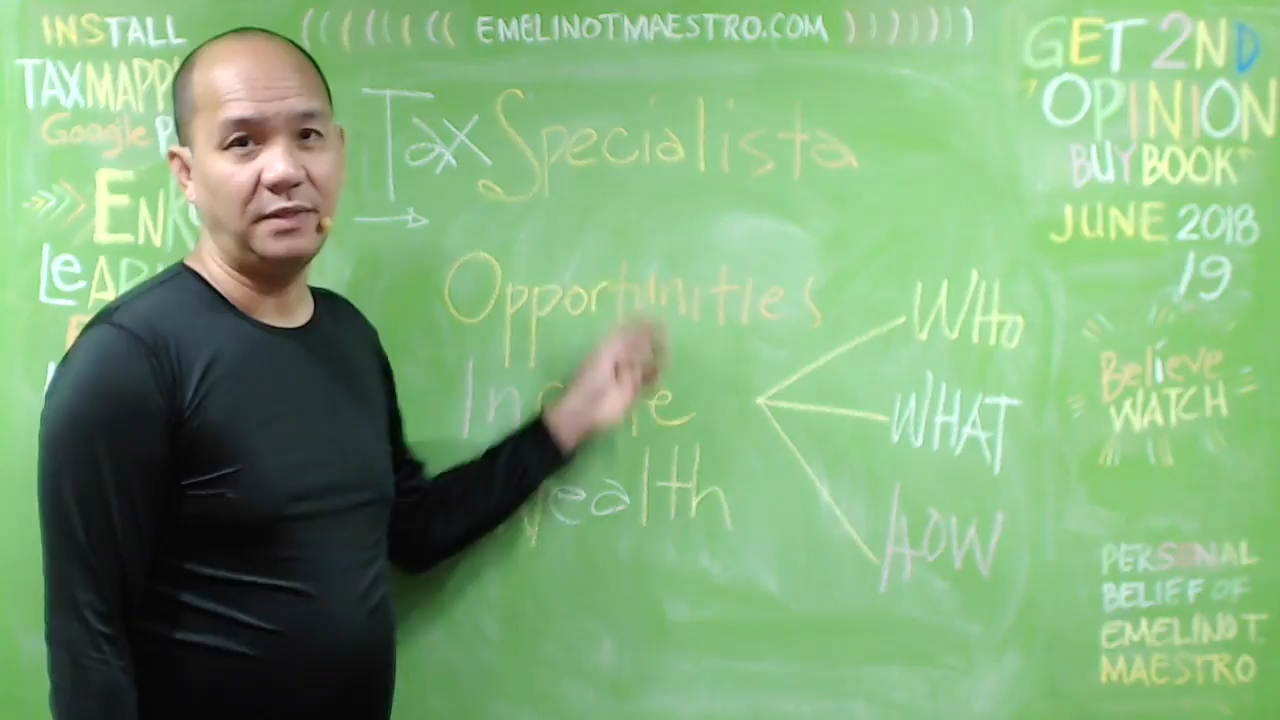 (((((((( EMELINOTMAESTRO.COM ))))))))
INSTALL
TAXMAPP
Google P
LeAR
Tax Specialista
Opportunities
Wealth
WHO
WHAT
HOW
GET 2ND
OPINION
BUY BOOK
JUNE 2018
19
Believe
WATCH
PERSONAL
BELIEF OF
EMELINO T.
MAESTRO